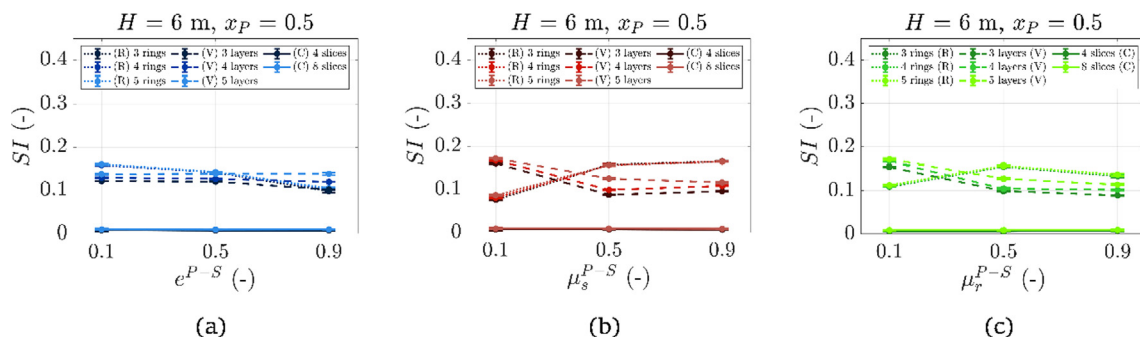 H = 6 m, x_P = 0.5
(R) 3 rings (V) 3 layers (C) 4 slices
(R) 4 rings (V) 4 layers (C) 8 slices
(R) 5 rings (V) 5 layers
0.4
0.3
0.2
0.1
0
SI (-)
0.1 0.5 0.9
e^{P-S} (-)
(a)
H = 6 m, x_P = 0.5
(R) 3 rings (V) 3 layers (C) 4 slices
(R) 4 rings (V) 4 layers (C) 8 slices
(R) 5 rings (V) 5 layers
0.4
0.3
0.2
0.1
0
SI (-)
0.1 0.5 0.9
μ_s^{P-S} (-)
(b)
H = 6 m, x_P = 0.5
3 rings (R) 3 layers (V) 4 slices (C)
4 rings (R) 4 layers (V) 8 slices (C)
5 rings (R) 5 layers (V)
0.4
0.3
0.2
0.1
0
SI (-)
0.1 0.5 0.9
μ_r^{P-S} (-)
(c)